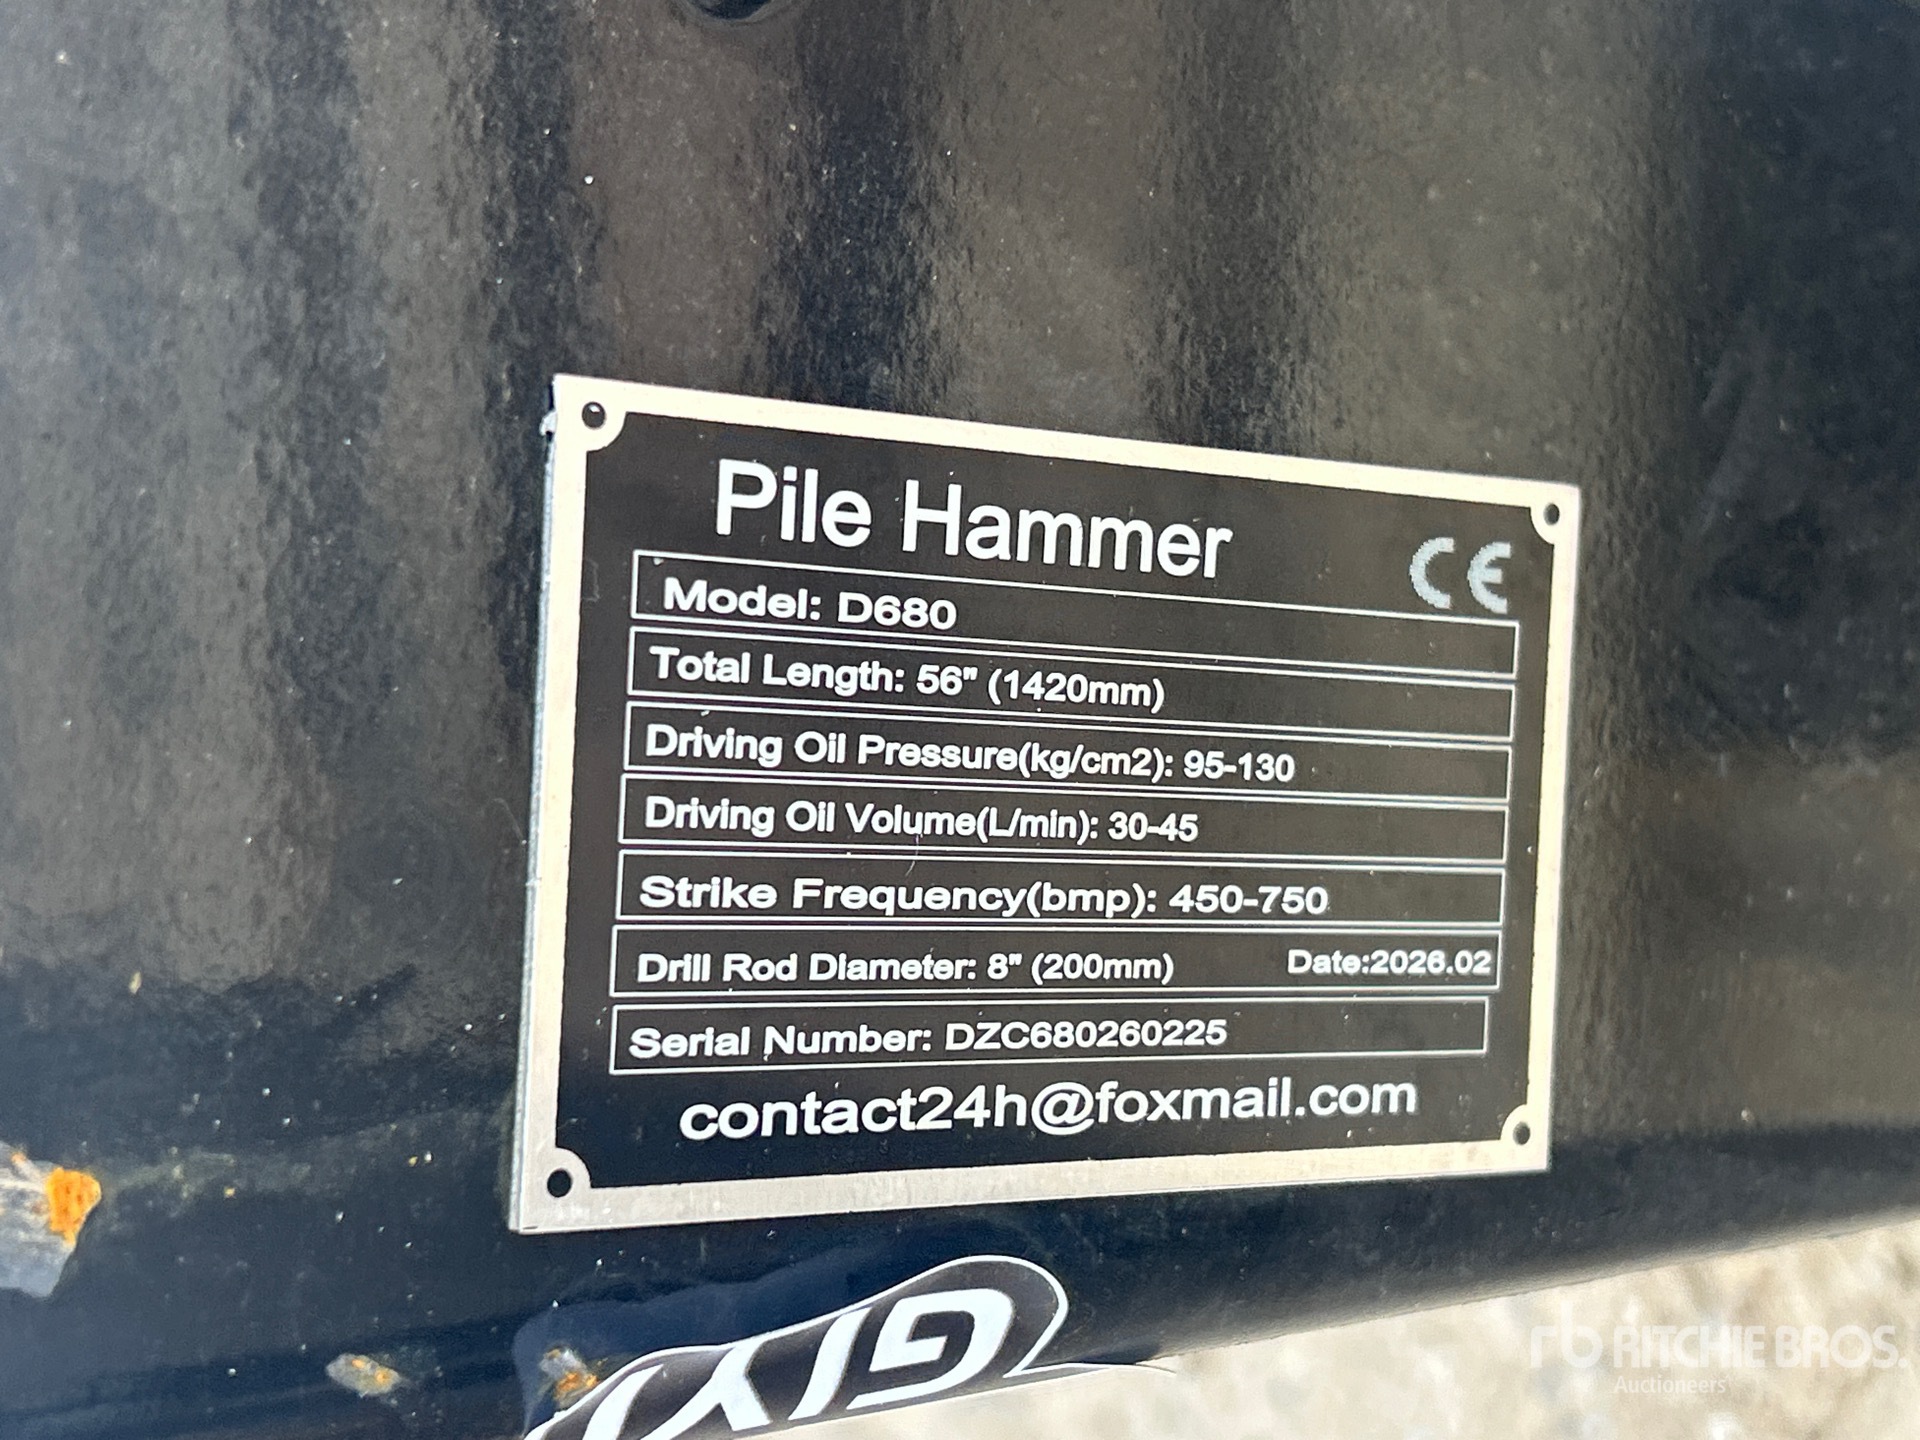 Pile Hammer
CE
Model: D680
Total Length: 56" (1420mm)
Driving Oil Pressure(kg/cm2): 95-130
Driving Oil Volume(L/min): 30-45
Strike Frequency(bmp): 450-750
Drill Rod Diameter: 8" (200mm) Date:2026.02
Serial Number: DZC680260225
contact24h@foxmail.com
rb RITCHIE BROS.
Auctioneers